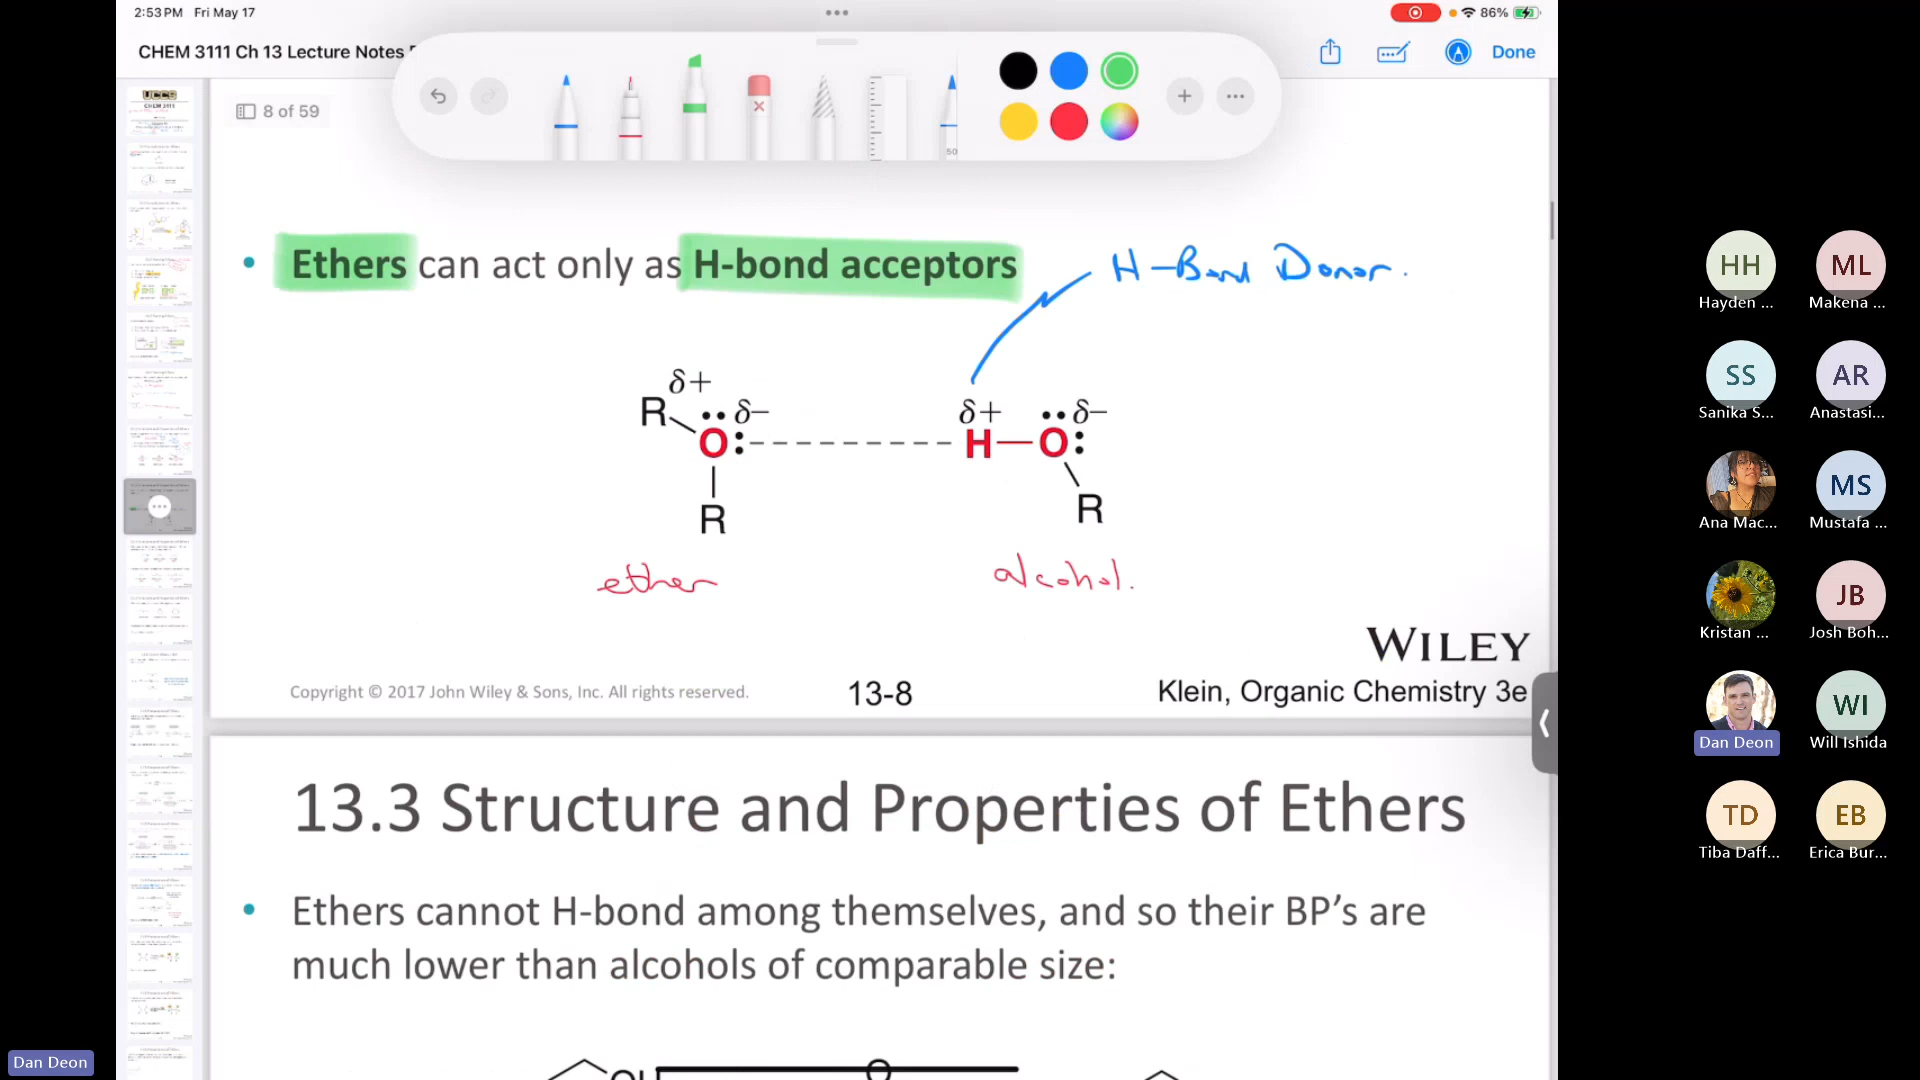 2:53 PM Fri May 17
86%
CHEM 3111 Ch 13 Lecture Notes
Done
50
8 of 59
UCCS
CHEM 3111
• Ethers can act only as H-bond acceptors
H-Bond Donor.
δ+
R
δ−
O
R
δ+
H
δ−
O
R
ether
alcohol.
WILEY
Copyright © 2017 John Wiley & Sons, Inc. All rights reserved.
13-8
Klein, Organic Chemistry 3e
13.3 Structure and Properties of Ethers
• Ethers cannot H-bond among themselves, and so their BP’s are
much lower than alcohols of comparable size:
HH
Hayden ...
ML
Makena ...
SS
Sanika S...
AR
Anastasi...
Ana Mac...
MS
Mustafa ...
Kristan ...
JB
Josh Boh...
Dan Deon
WI
Will Ishida
TD
Tiba Daff...
EB
Erica Bur...
Dan Deon